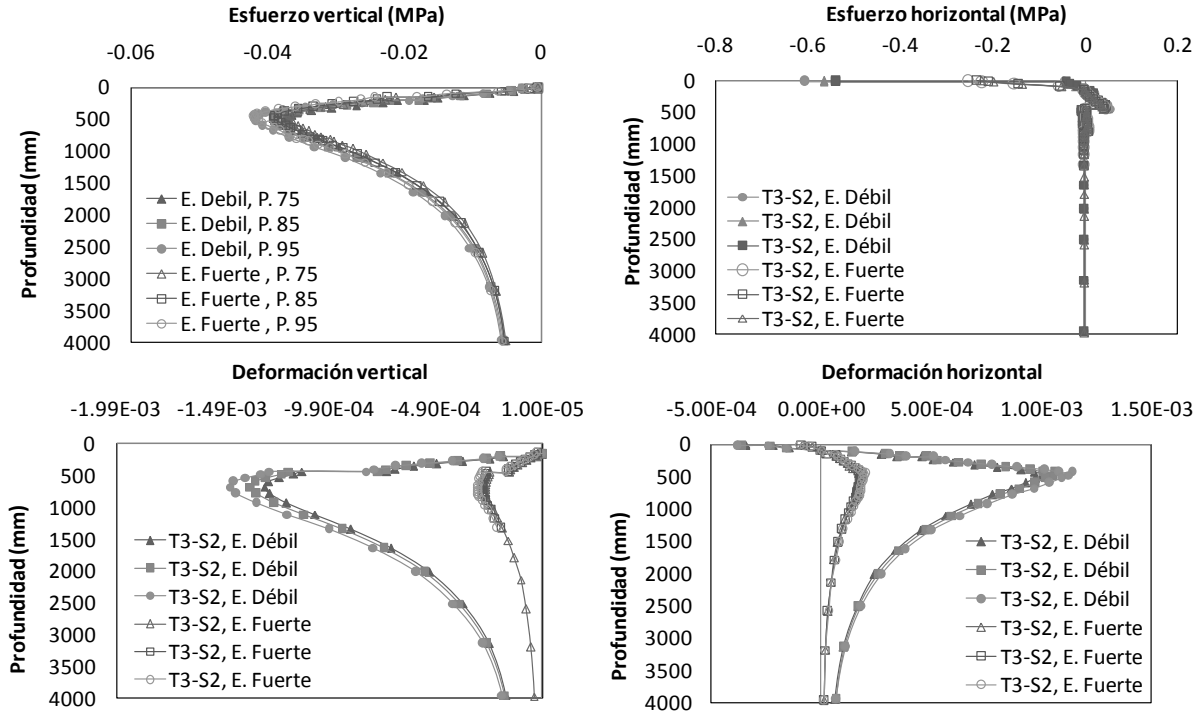 Esfuerzo vertical (MPa)
-0.06 -0.04 -0.02 0
Profundidad (mm)
0
500
1000
1500
2000
2500
3000
3500
4000
E. Debil, P. 75
E. Debil, P. 85
E. Debil, P. 95
E. Fuerte , P. 75
E. Fuerte , P. 85
E. Fuerte , P. 95
Esfuerzo horizontal (MPa)
-0.8 -0.6 -0.4 -0.2 0 0.2
Profundidad (mm)
0
500
1000
1500
2000
2500
3000
3500
4000
T3-S2, E. Débil
T3-S2, E. Débil
T3-S2, E. Débil
T3-S2, E. Fuerte
T3-S2, E. Fuerte
T3-S2, E. Fuerte
Deformación vertical
-1.99E-03 -1.49E-03 -9.90E-04 -4.90E-04 1.00E-05
Profundidad (mm)
0
500
1000
1500
2000
2500
3000
3500
4000
T3-S2, E. Débil
T3-S2, E. Débil
T3-S2, E. Débil
T3-S2, E. Fuerte
T3-S2, E. Fuerte
T3-S2, E. Fuerte
Deformación horizontal
-5.00E-04 0.00E+00 5.00E-04 1.00E-03 1.50E-03
Profundidad (mm)
0
500
1000
1500
2000
2500
3000
3500
4000
T3-S2, E. Débil
T3-S2, E. Débil
T3-S2, E. Débil
T3-S2, E. Fuerte
T3-S2, E. Fuerte
T3-S2, E. Fuerte